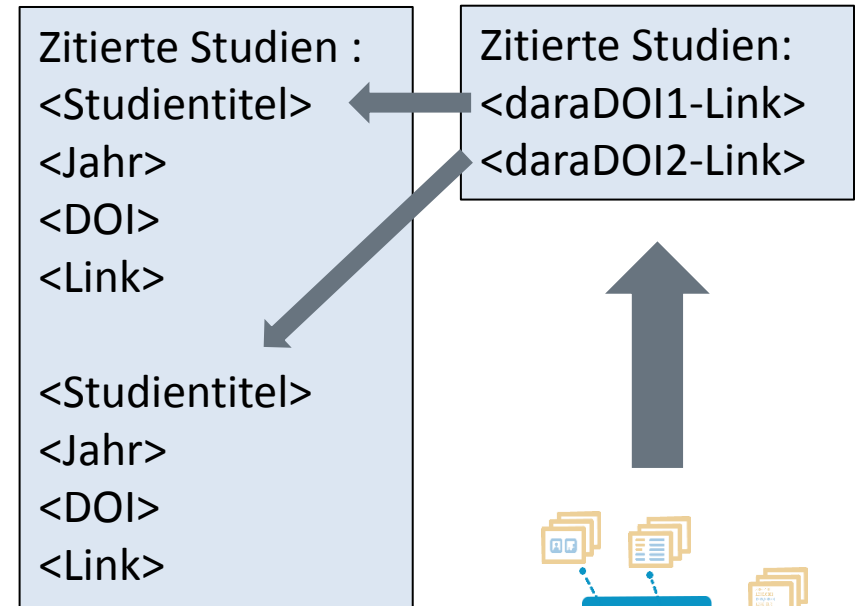 Zitierte Studien :
<Studientitel>
<Jahr>
<DOI>
<Link>
<Studientitel>
<Jahr>
<DOI>
<Link>
Zitierte Studien:
<daraDOI1-Link>
<daraDOI2-Link>